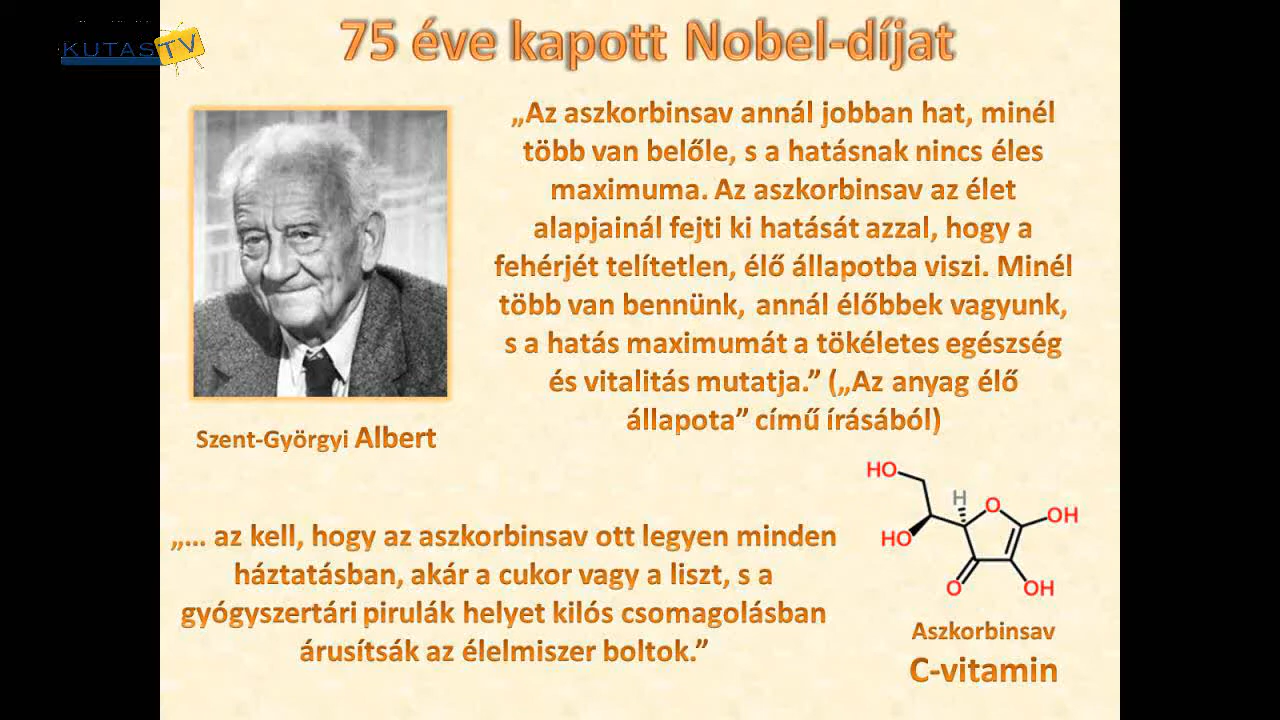 KUTAS TV
75 éve kapott Nobel-díjat
„Az aszkorbinsav annál jobban hat, minél
több van belőle, s a hatásnak nincs éles
maximuma. Az aszkorbinsav az élet
alapjainál fejti ki hatását azzal, hogy a
fehérjét telítetlen, élő állapotba viszi. Minél
több van bennünk, annál élőbbek vagyunk,
s a hatás maximumát a tökéletes egészség
és vitalitás mutatja.” („Az anyag élő
állapota” című írásából)
Szent-Györgyi Albert
„... az kell, hogy az aszkorbinsav ott legyen minden
háztatásban, akár a cukor vagy a liszt, s a
gyógyszertári pirulák helyet kilós csomagolásban
árusítsák az élelmiszer boltok.”
HO
H
O
OH
HO
O
OH
Aszkorbinsav
C-vitamin